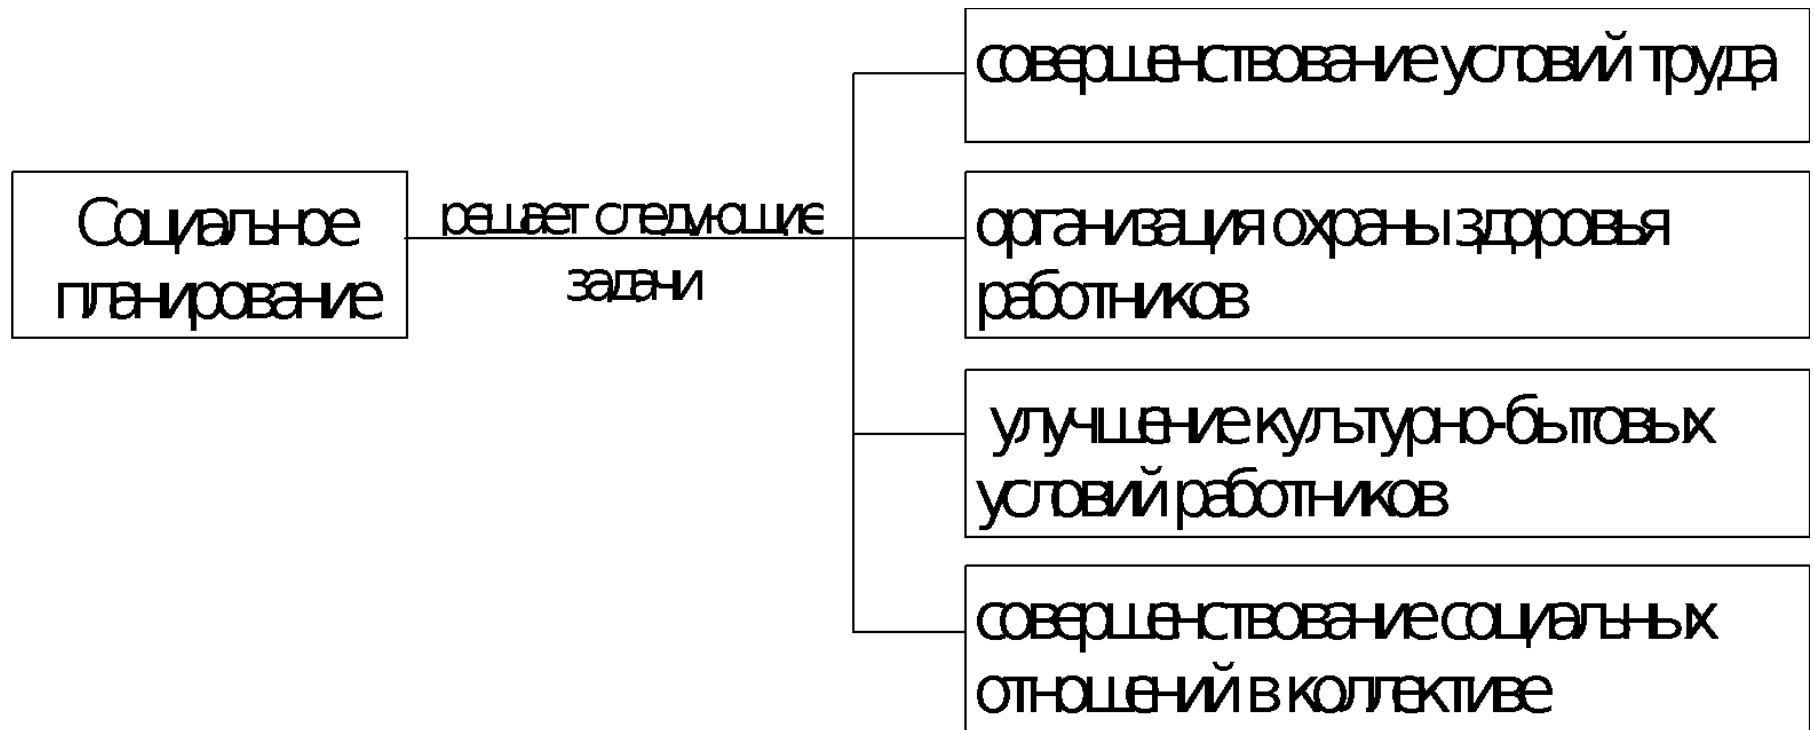 Социальное
планирование
решает следующие
задачи
совершенствование условий труда
организация охраны здоровья
работников
улучшение культурно-бытовых
условий работников
совершенствование социальных
отношений в коллективе